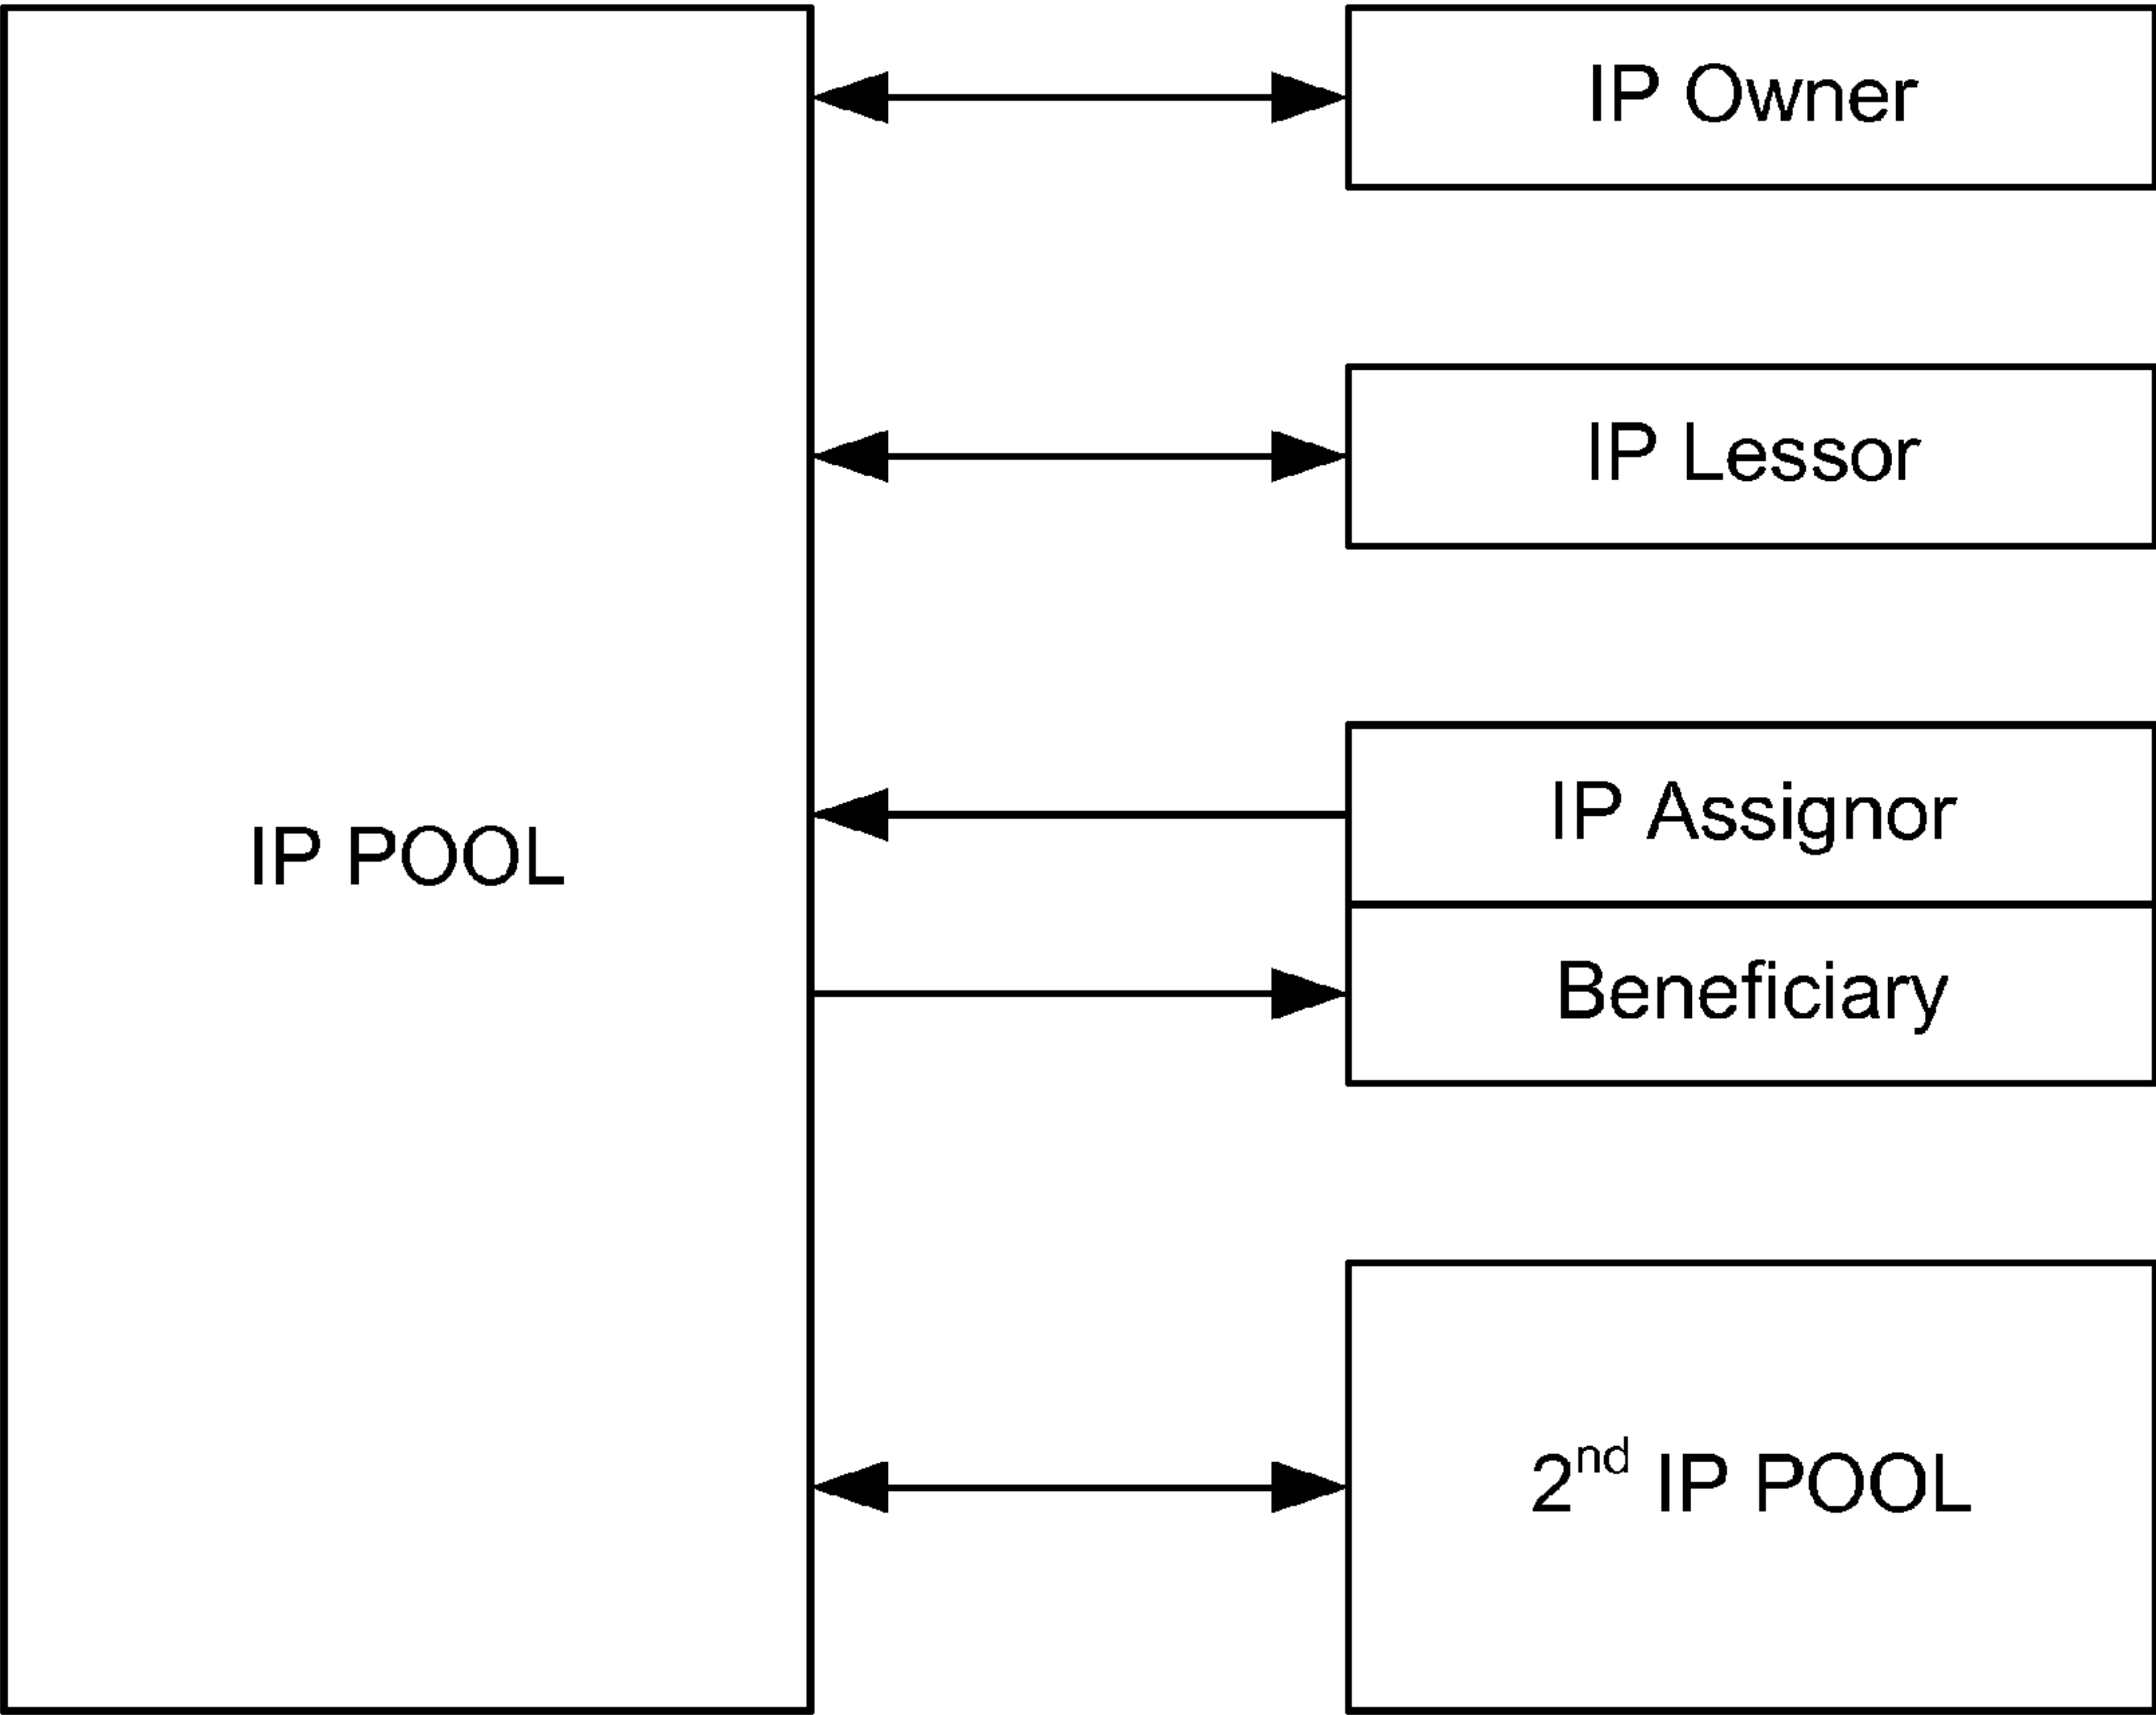 IP Owner
IP Lessor
IP Assignor
IP POOL
Beneficiary
2nd IP POOL